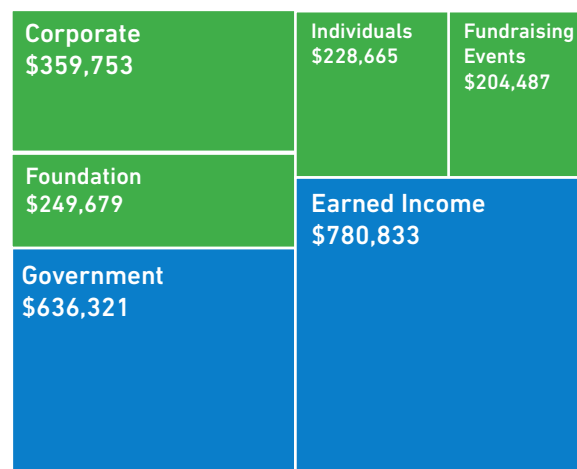 Corporate
$359,753
Individuals
$228,665
Fundraising
Events
$204,487
Foundation
$249,679
Earned Income
$780,833
Government
$636,321